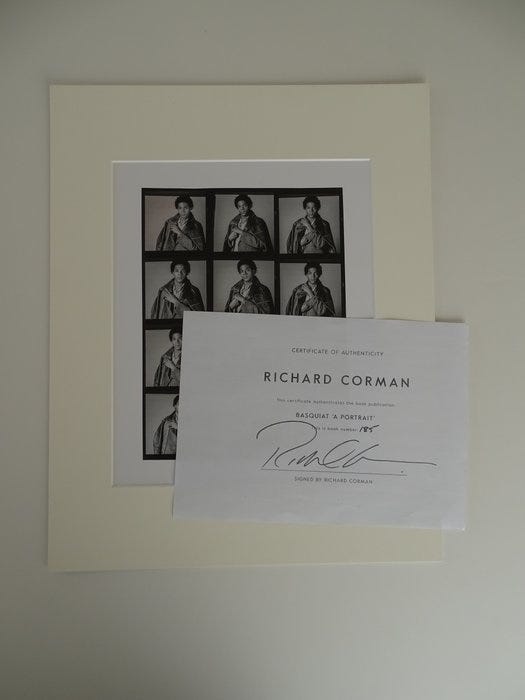 CERTIFICATE OF AUTHENTICITY
RICHARD CORMAN
This certificate authenticates the book publication
BASQUIAT 'A PORTRAIT'
This is book number 185
SIGNED BY RICHARD CORMAN